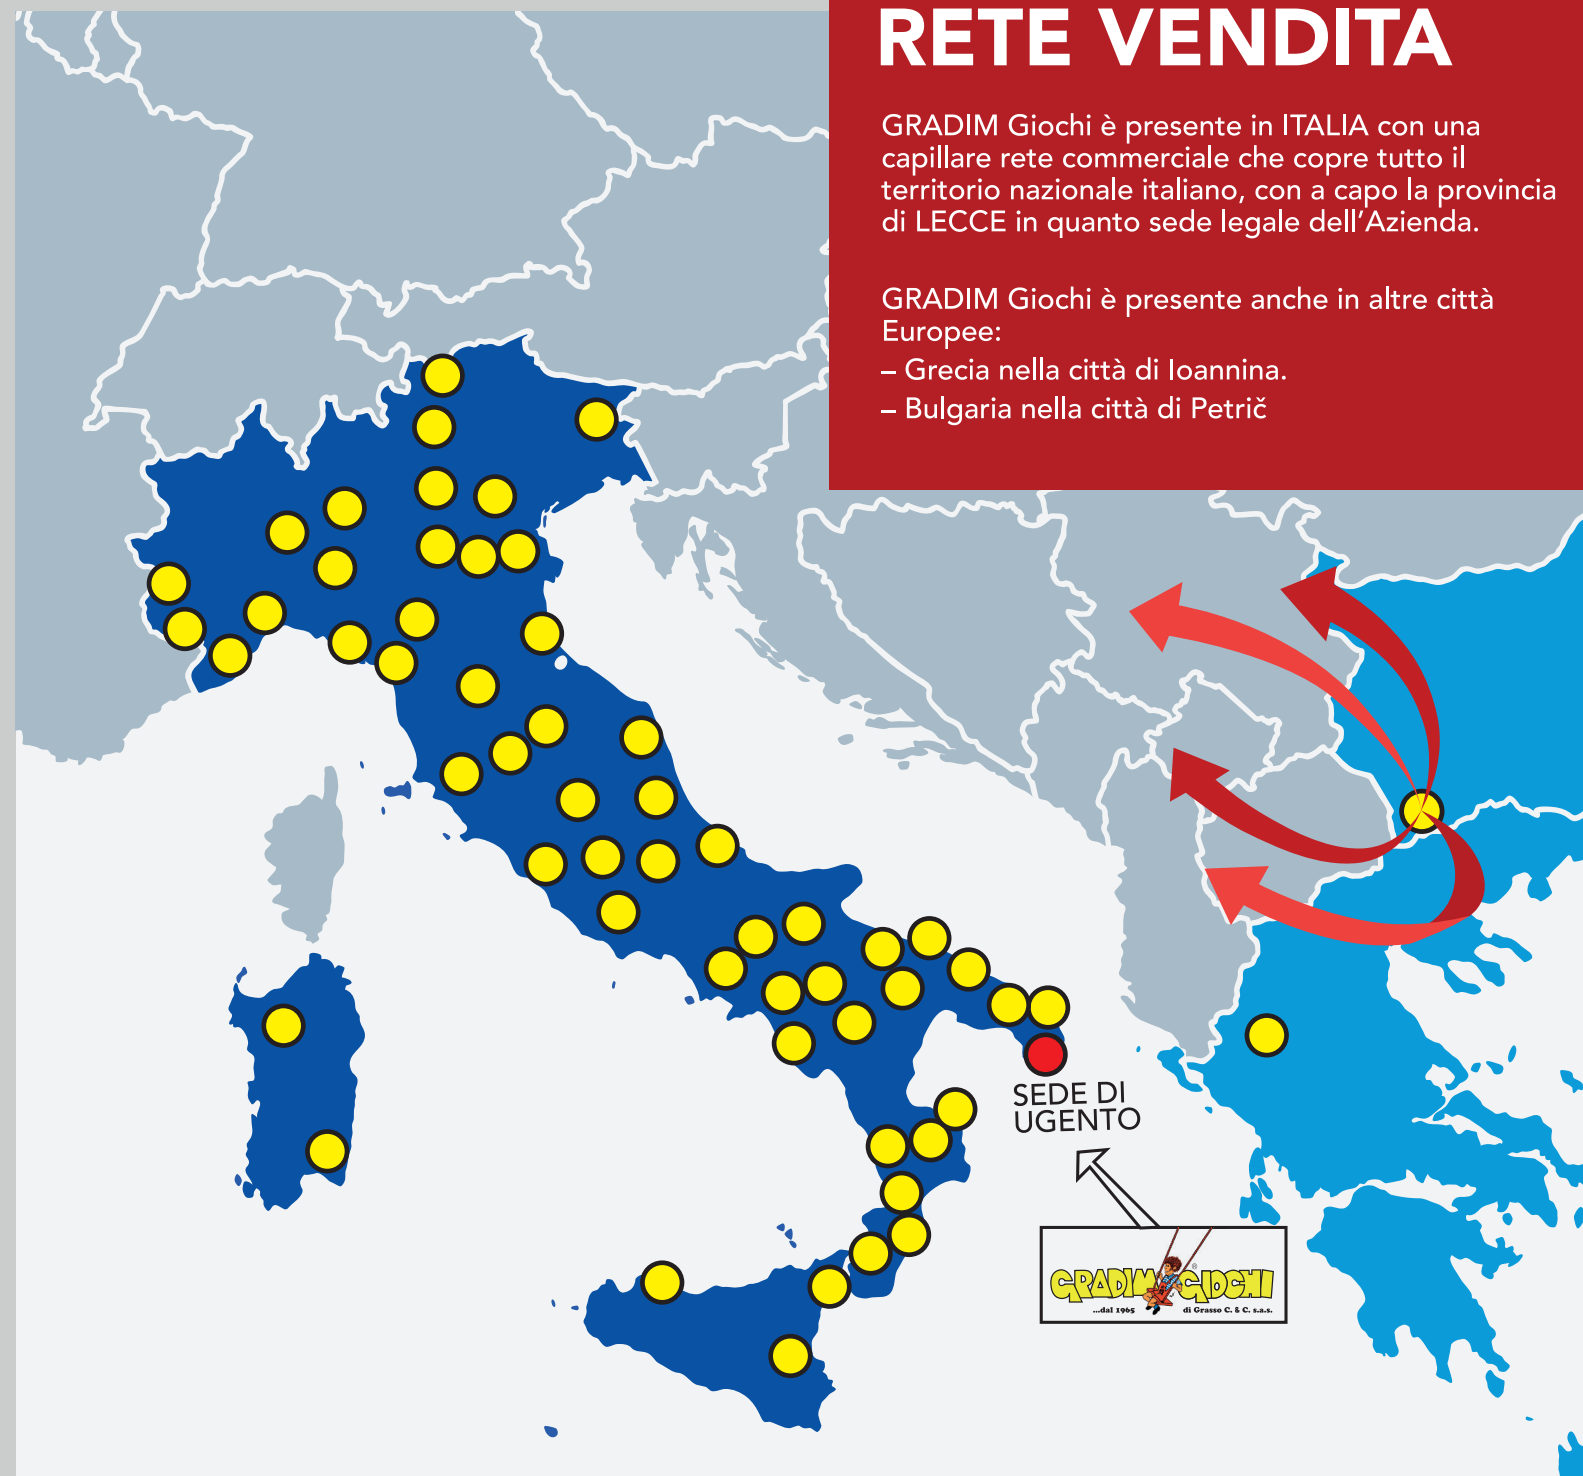 RETE VENDITA
GRADIM Giochi è presente in ITALIA con una
capillare rete commerciale che copre tutto il
territorio nazionale italiano, con a capo la provincia
di LECCE in quanto sede legale dell'Azienda.
GRADIM Giochi è presente anche in altre città
Europee:
– Grecia nella città di Ioannina.
– Bulgaria nella città di Petrič
SEDE DI
UGENTO
GRADIM GIOCHI ®
...dal 1965 di Grasso C. & C. s.a.s.